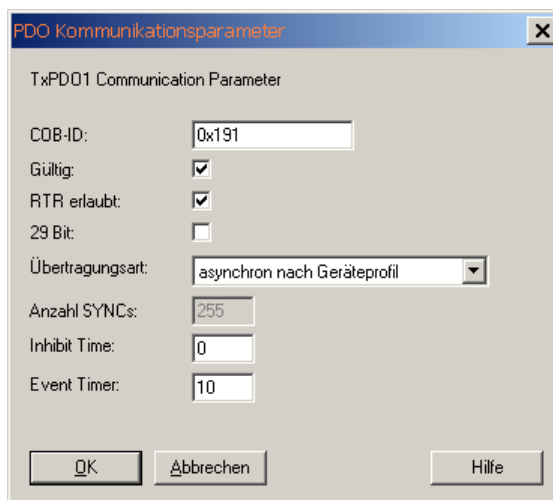 PDO Kommunikationsparameter
TxPDO1 Communication Parameter
COB-ID: 0x191
Gültig:
RTR erlaubt:
29 Bit:
Übertragungsart: asynchron nach Geräteprofil
Anzahl SYNCs: 255
Inhibit Time: 0
Event Timer: 10
OK Abbrechen Hilfe